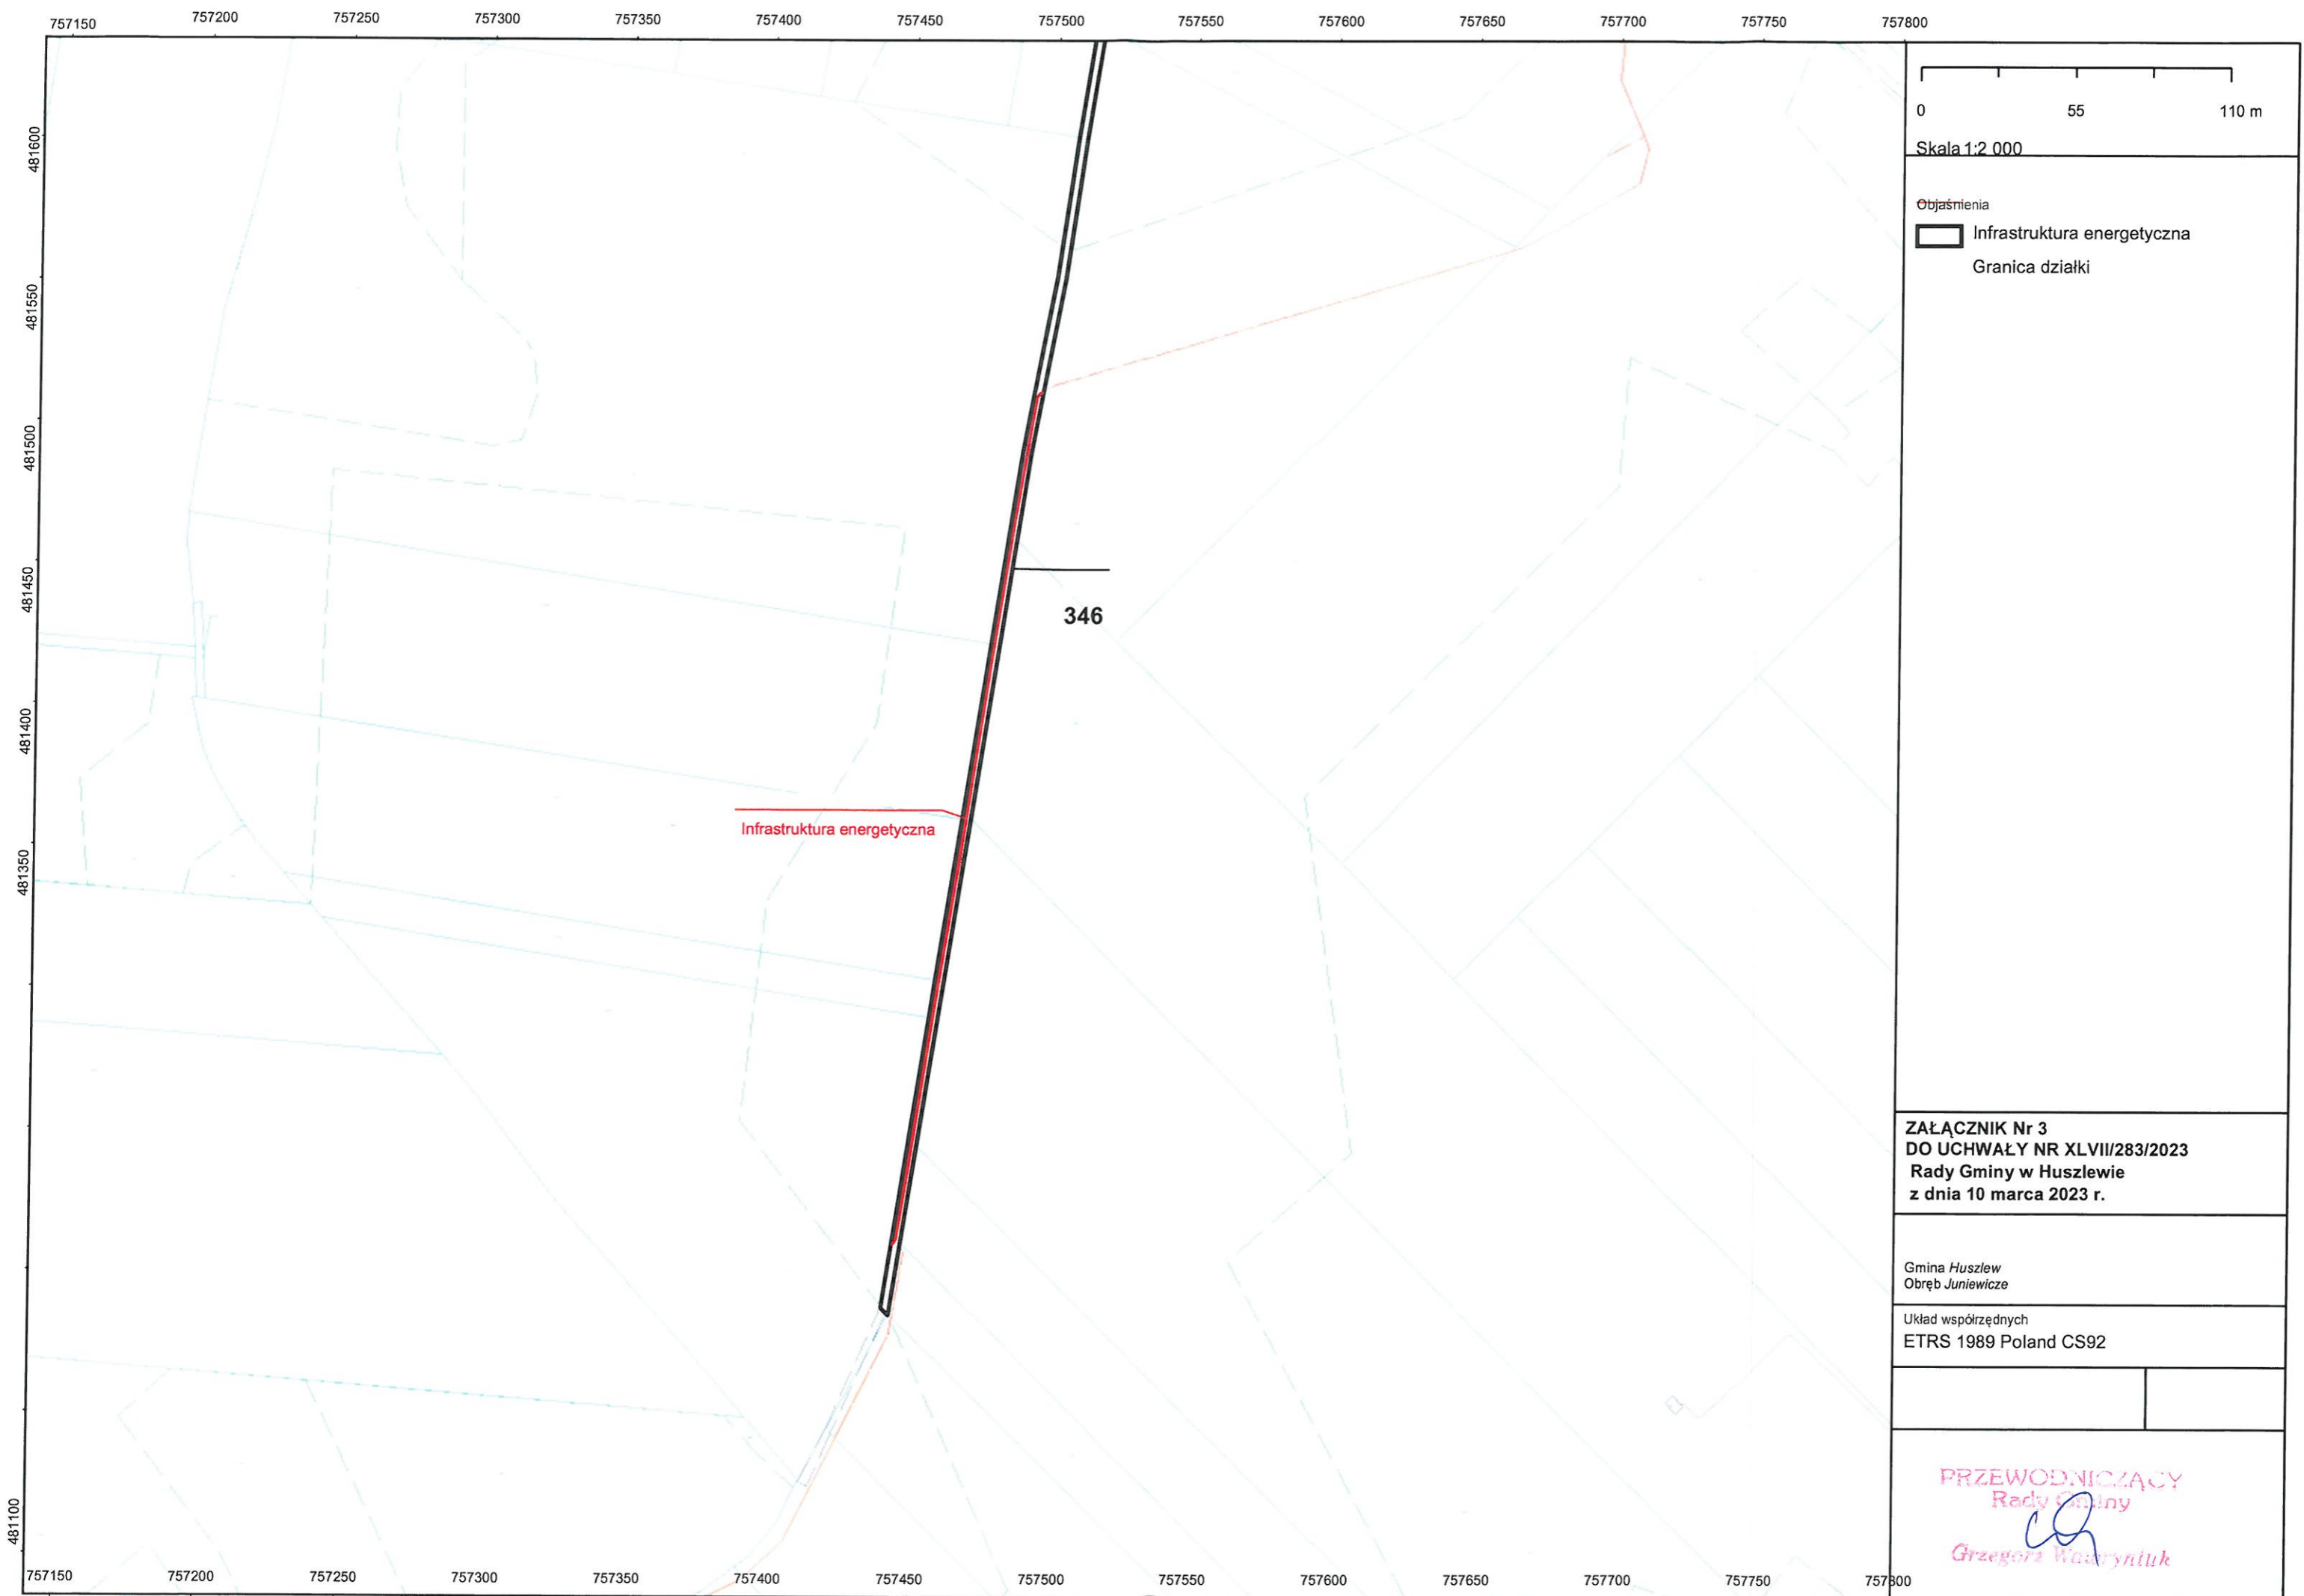 757150 757200 757250 757300 757350 757400 757450 757500 757550 757600 757650 757700 757750 757800
481600
481550
481500
481450
481400
481350
481100
346
Infrastruktura energetyczna
757150 757200 757250 757300 757350 757400 757450 757500 757550 757600 757650 757700 757750 757800
0 55 110 m
Skala 1:2 000
Objaśnienia
Infrastruktura energetyczna
Granica działki
ZAŁĄCZNIK Nr 3
DO UCHWAŁY NR XLVII/283/2023
Rady Gminy w Huszlewie
z dnia 10 marca 2023 r.
Gmina Huszlew
Obręb Juniewicze
Układ współrzędnych
ETRS 1989 Poland CS92
PRZEWODNICZĄCY
Rady Gminy
Grzegorz Wawryniuk